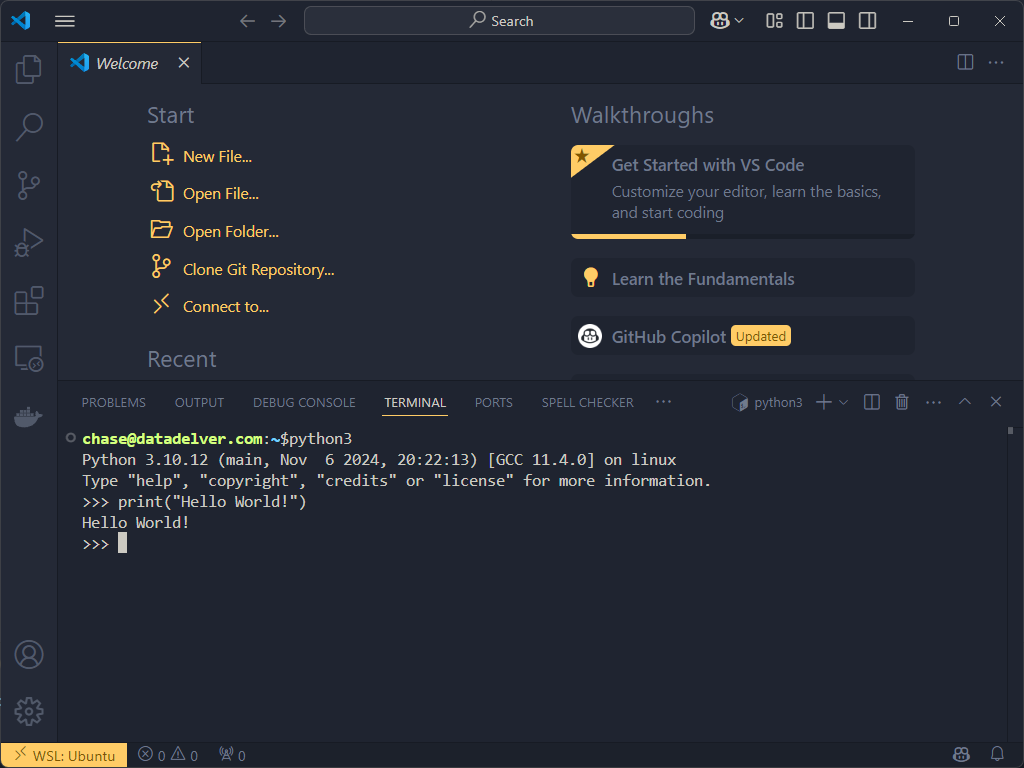 Search
Welcome
Start
New File...
Open File...
Open Folder...
Clone Git Repository...
Connect to...
Recent
Walkthroughs
Get Started with VS Code
Customize your editor, learn the basics,
and start coding
Learn the Fundamentals
GitHub Copilot Updated
PROBLEMS OUTPUT DEBUG CONSOLE TERMINAL PORTS SPELL CHECKER ··· python3
chase@datadelver.com:~$python3
Python 3.10.12 (main, Nov  6 2024, 20:22:13) [GCC 11.4.0] on linux
Type "help", "copyright", "credits" or "license" for more information.
>>> print("Hello World!")
Hello World!
>>>
WSL: Ubuntu 0 0 0